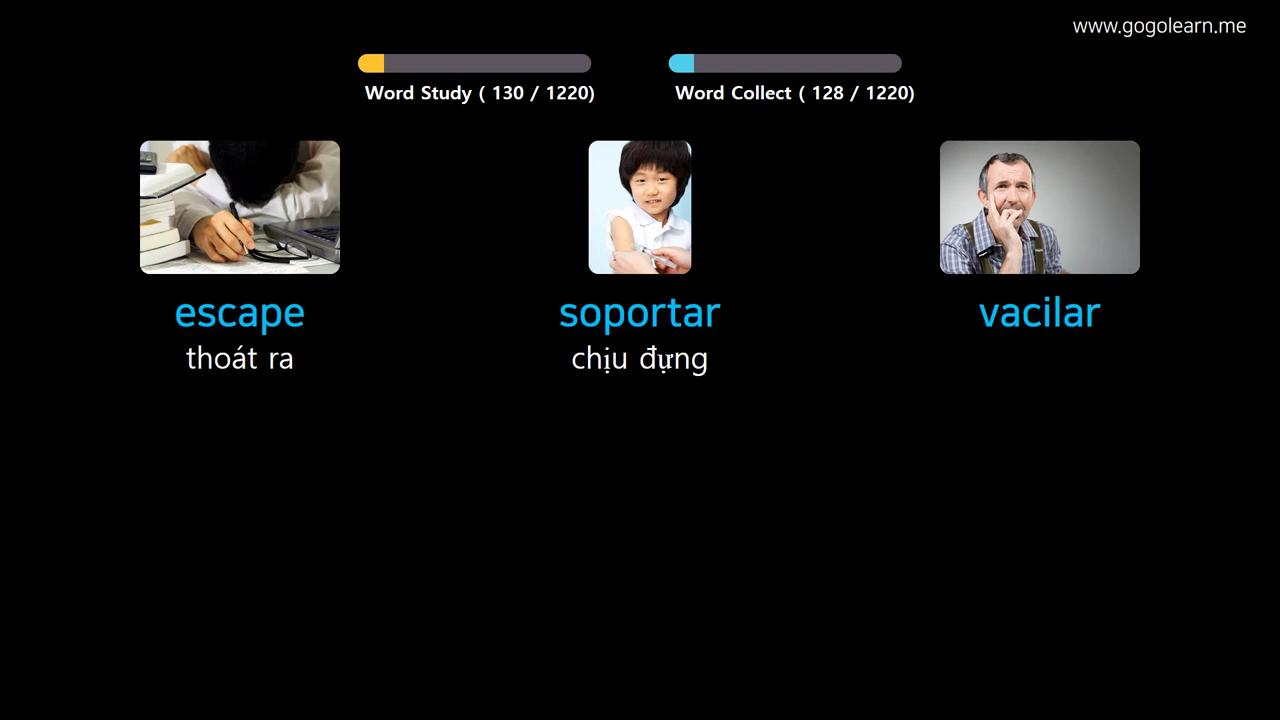 www.gogolearn.me
Word Study ( 130 / 1220)
Word Collect ( 128 / 1220)
escape
soportar
vacilar
thoát ra
chịu đựng